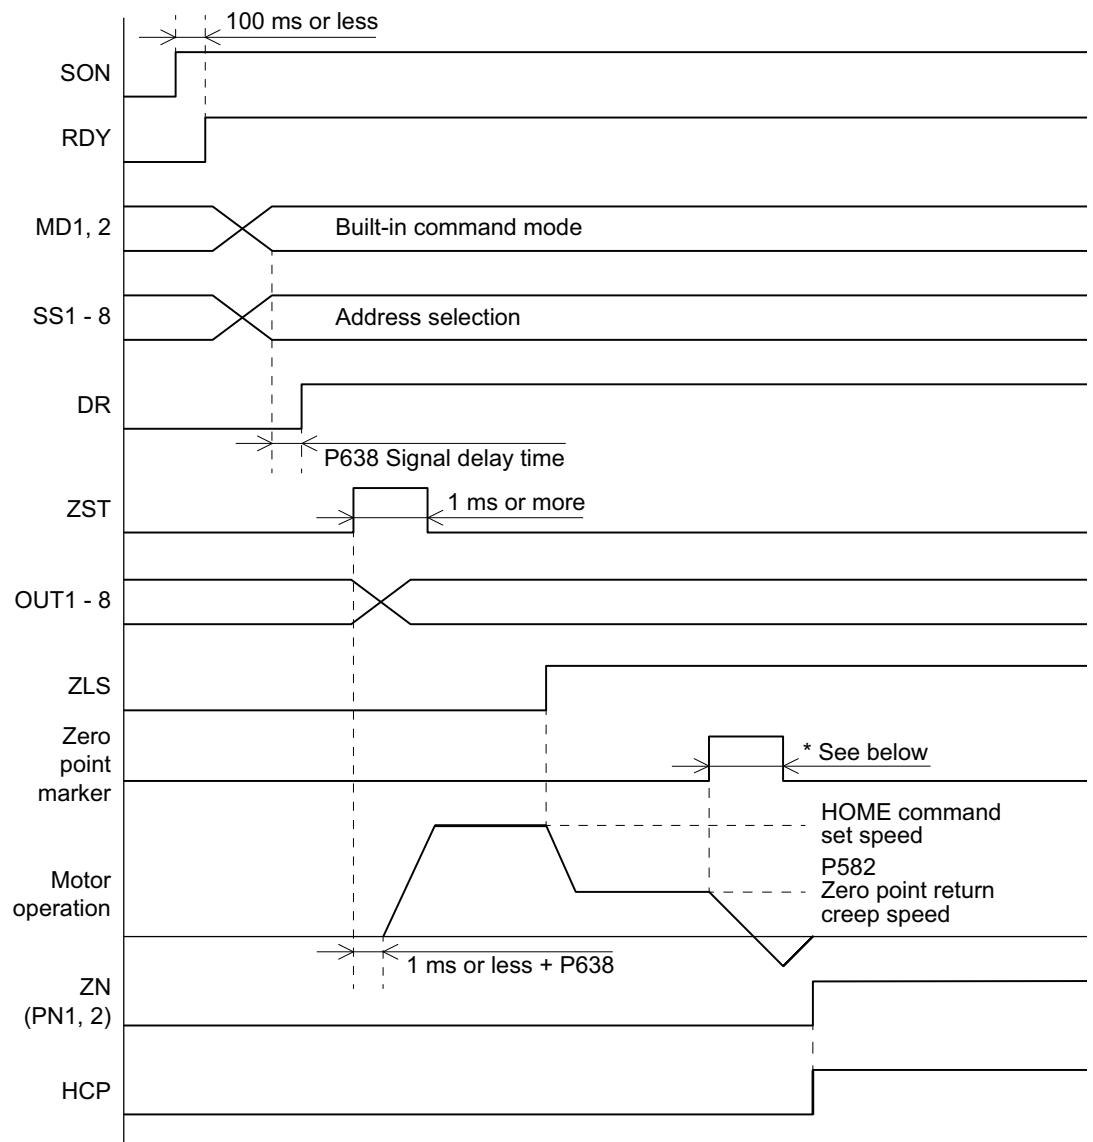 100 ms or less
SON
RDY
MD1, 2
Built-in command mode
SS1 - 8
Address selection
DR
P638 Signal delay time
ZST
1 ms or more
OUT1 - 8
ZLS
Zero
point
marker
* See below
HOME command
set speed
P582
Zero point return
creep speed
Motor
operation
1 ms or less + P638
ZN
(PN1, 2)
HCP